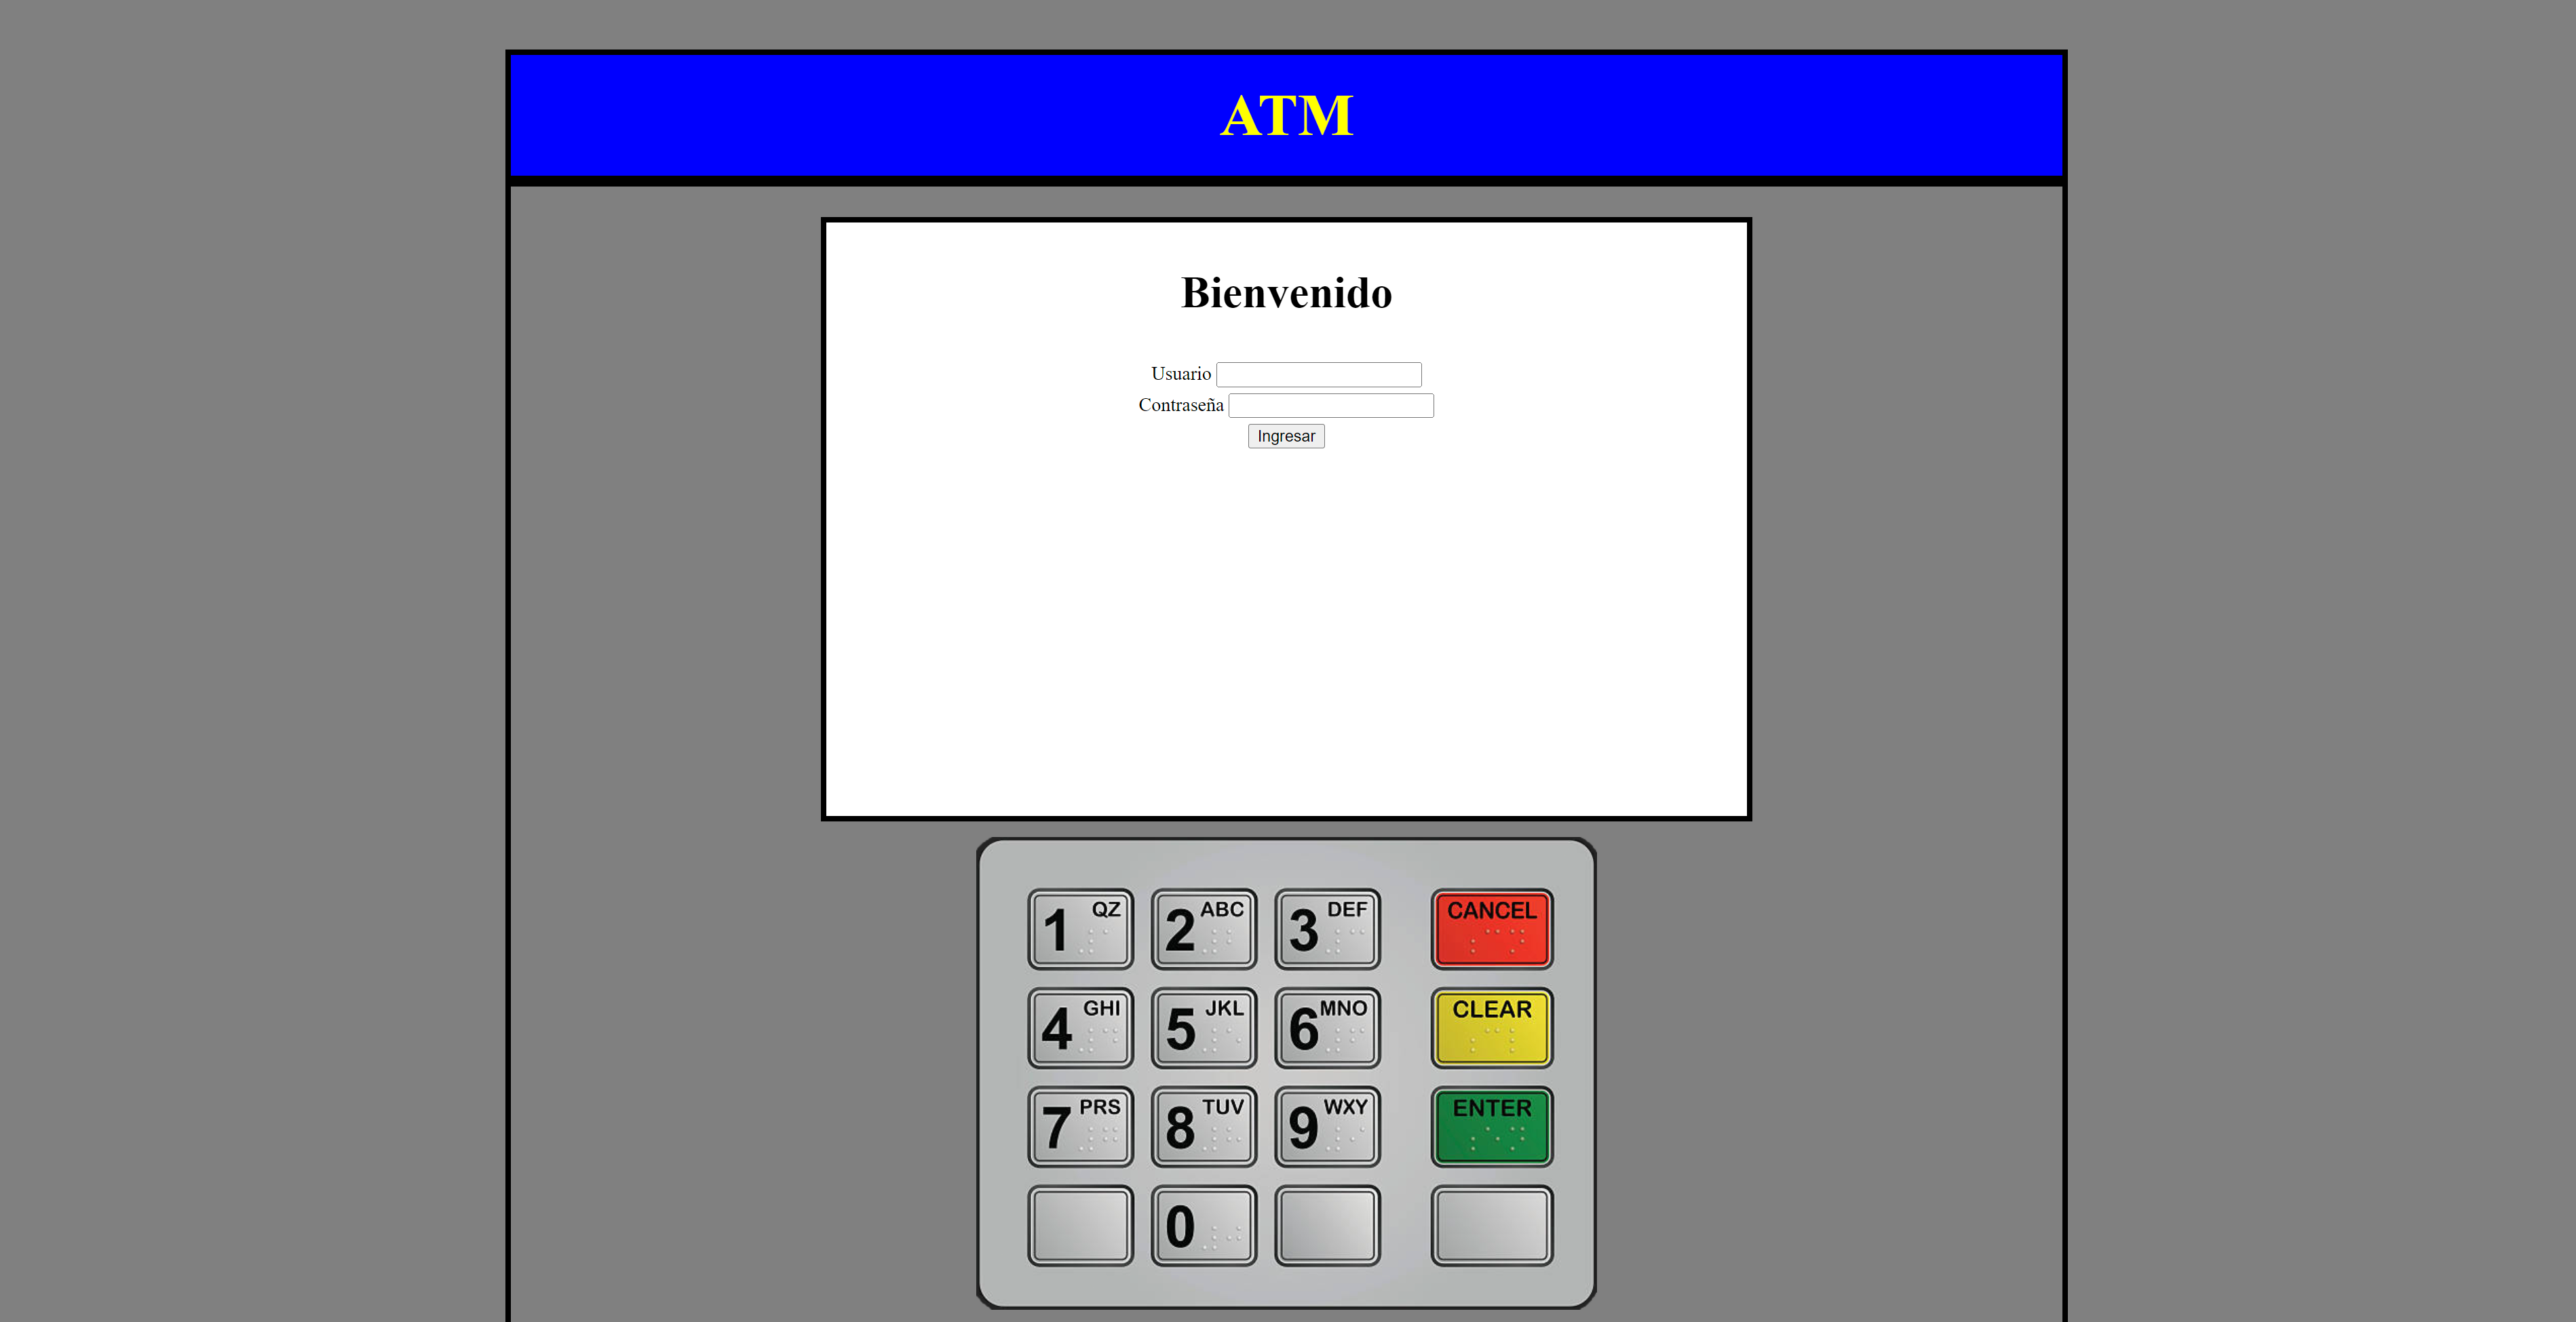 ATM
Bienvenido
Usuario
Contraseña
Ingresar
1 QZ 2 ABC 3 DEF CANCEL
4 GHI 5 JKL 6 MNO CLEAR
7 PRS 8 TUV 9 WXY ENTER
0